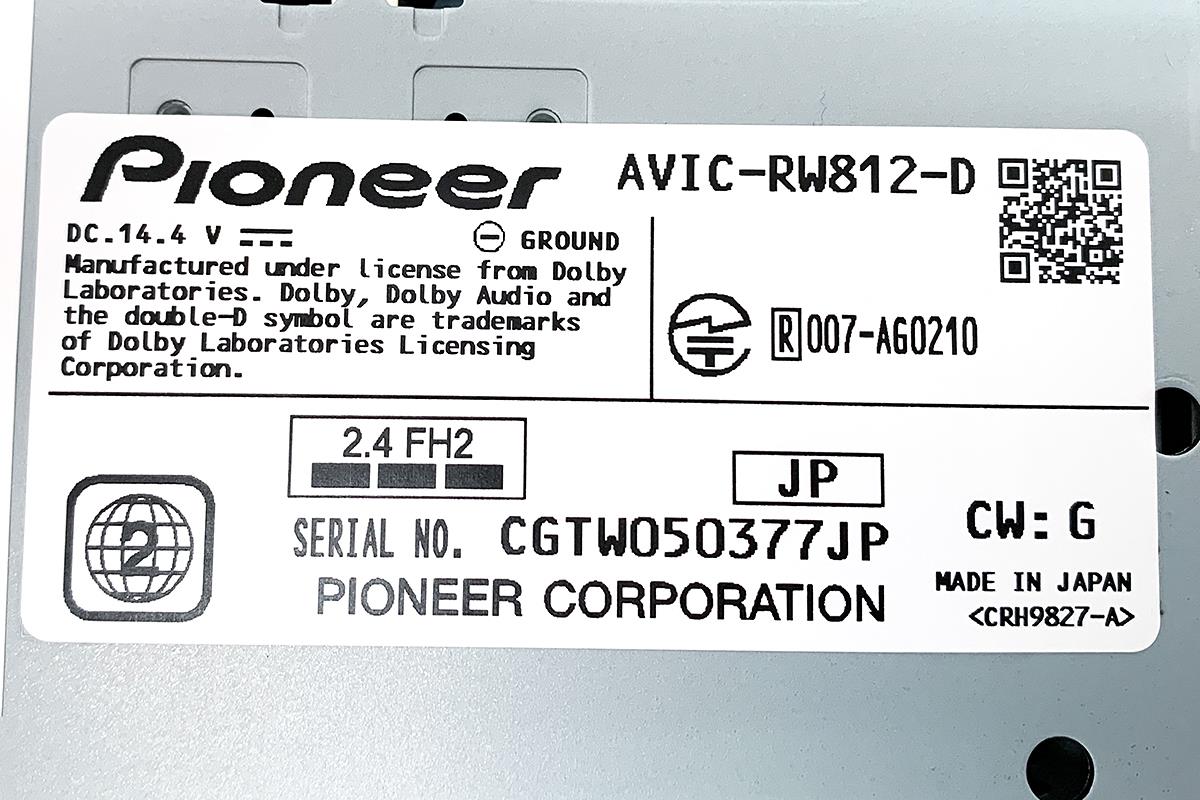 Pioneer
AVIC-RW812-D
DC.14.4 V
GROUND
Manufactured under license from Dolby
Laboratories. Dolby, Dolby Audio and
the double-D symbol are trademarks
of Dolby Laboratories Licensing
Corporation.
R 007-AG0210
2.4 FH2
2
JP
SERIAL NO. CGTW050377JP
CW: G
PIONEER CORPORATION
MADE IN JAPAN
<CRH9827-A>